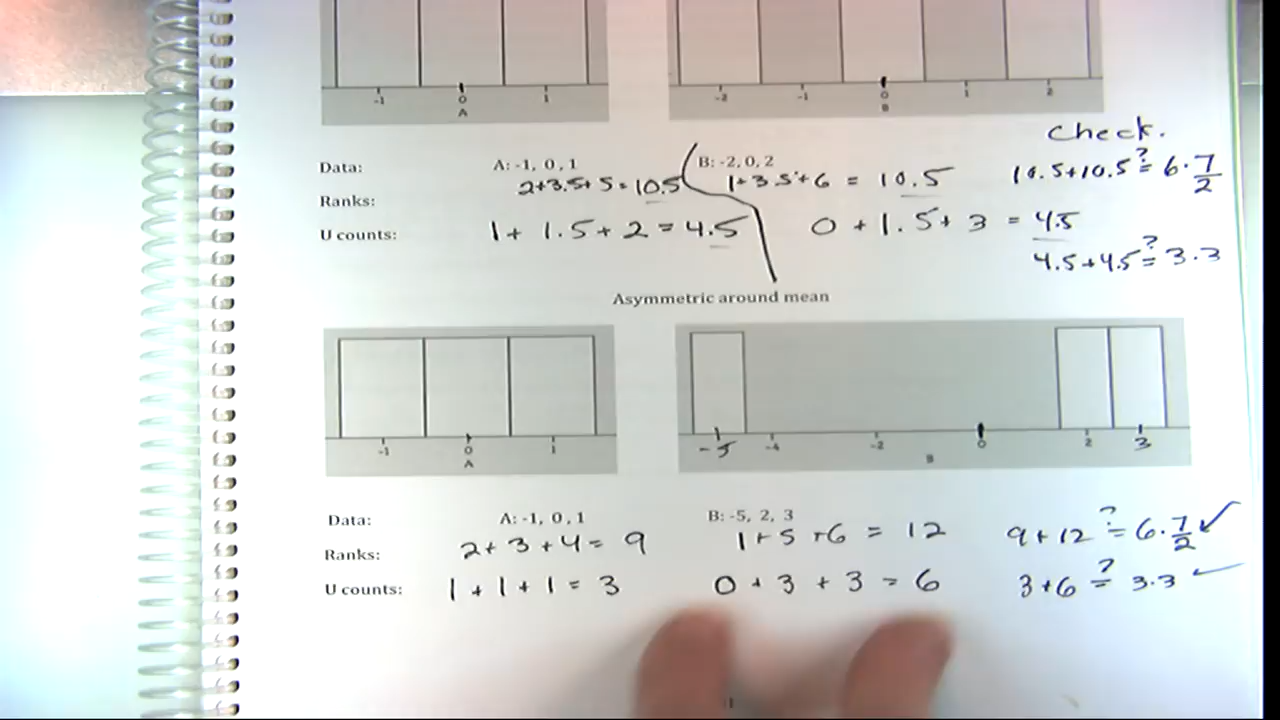 -1 0 1
A
-2 -1 0 1 2
B
Check.
Data: A: -1, 0, 1 B: -2, 0, 2
10.5+10.5 ?= 6·7/2
Ranks: 2+3.5+5=10.5 1+3.5+6 = 10.5
U counts: 1 + 1.5 + 2 = 4.5 0 + 1.5 + 3 = 4.5
4.5+4.5 ?= 3·3
Asymmetric around mean
-1 0 1
A
-5 -4 -2 0 2 3
B
Data: A: -1, 0, 1 B: -5, 2, 3
Ranks: 2+3+4= 9 1+5+6 = 12 9+12 ?= 6·7/2 ✓
U counts: 1 + 1 + 1 = 3 0 + 3 + 3 = 6 3+6 ?= 3·3 ✓